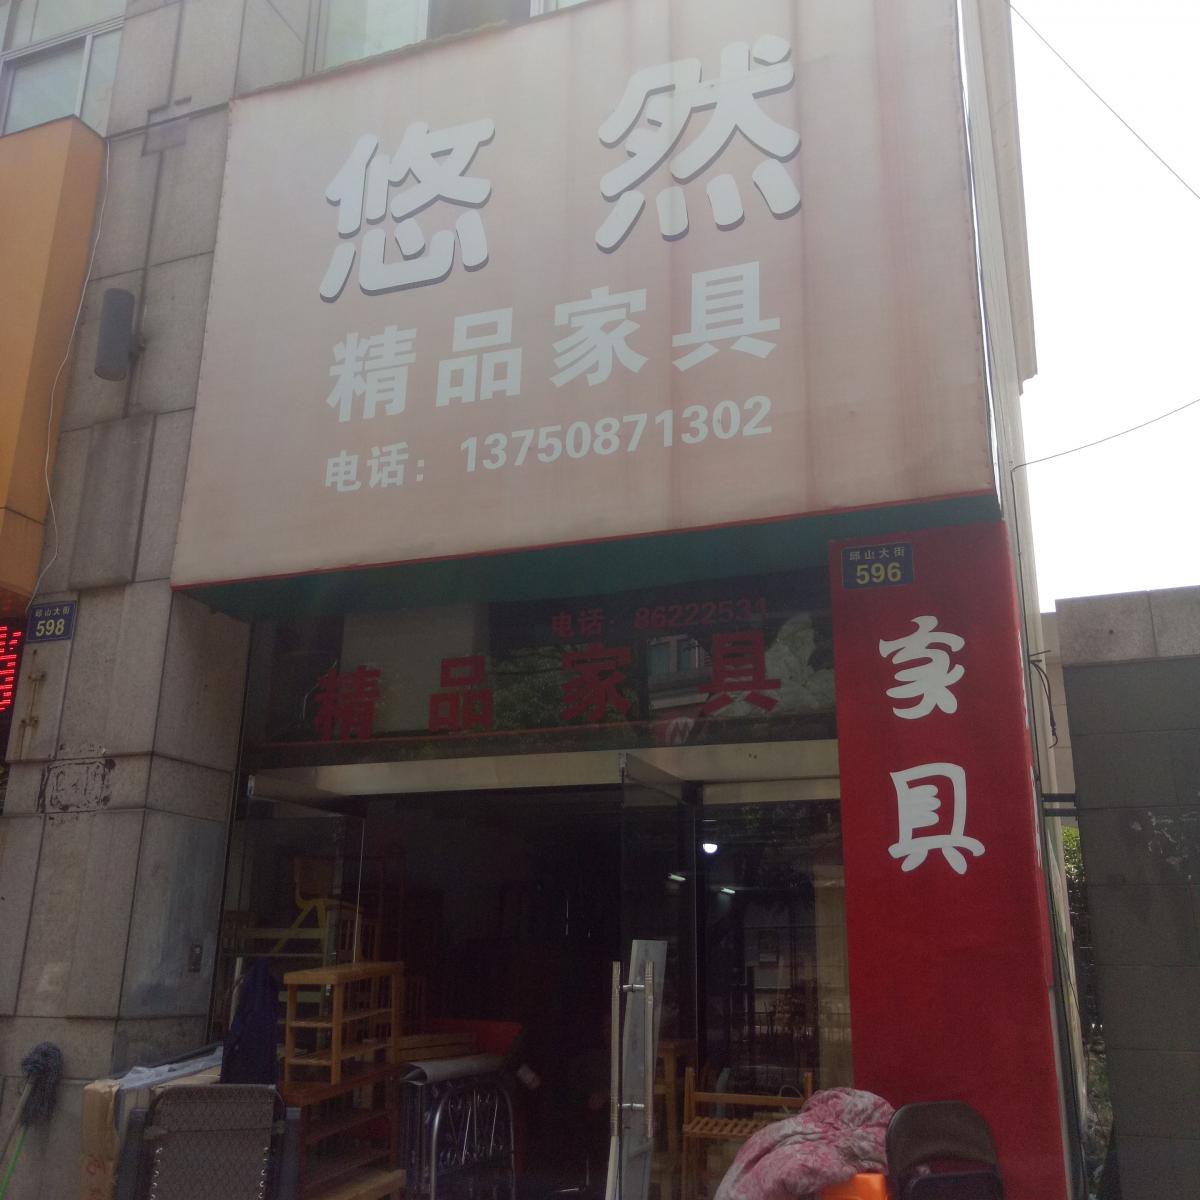 悠然
精品家具
电话：13750871302
邱山大街
596
邱山大街
598
电话：86222531
精品家具
家具